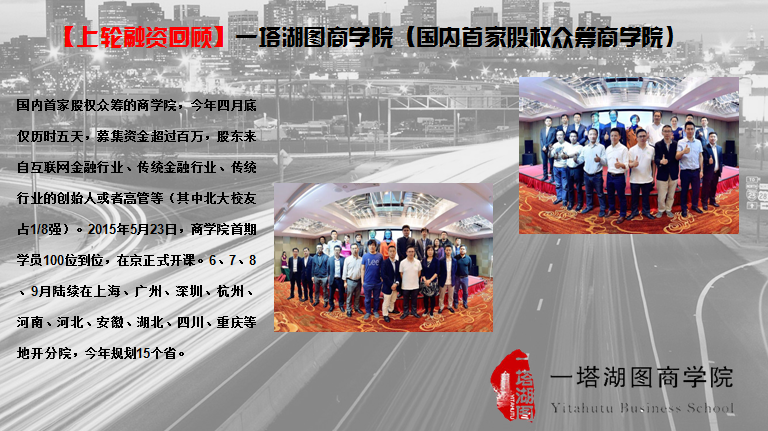 【上轮融资回顾】一塔湖图商学院（国内首家股权众筹商学院）
国内首家股权众筹的商学院，今年四月底
仅历时五天，募集资金超过百万，股东来
自互联网金融行业、传统金融行业、传统
行业的创始人或者高管等（其中北大校友
占1/8强）。2015年5月23日，商学院首期
学员100位到位，在京正式开课。6、7、8
、9月陆续在上海、广州、深圳、杭州、
河南、河北、安徽、湖北、四川、重庆等
地开分院，今年规划15个省。
一塔湖图
YITAHUTU
一塔湖图商学院
Yitahutu Business School